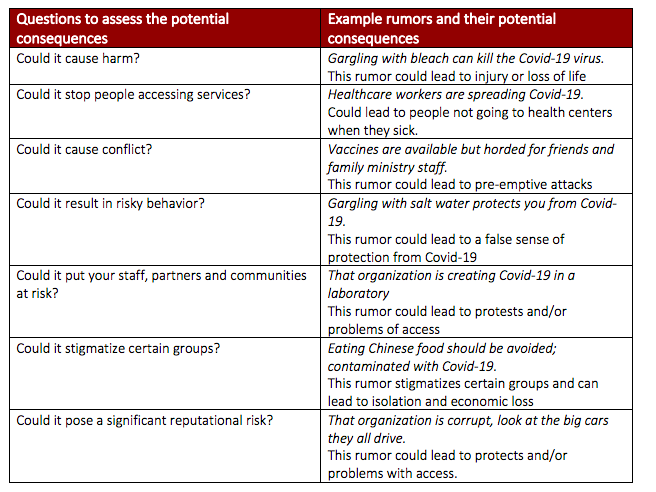 Questions to assess the potential
consequences
Example rumors and their potential
consequences
Could it cause harm?
Gargling with bleach can kill the Covid-19 virus.
This rumor could lead to injury or loss of life
Could it stop people accessing services?
Healthcare workers are spreading Covid-19.
Could lead to people not going to health centers
when they sick.
Could it cause conflict?
Vaccines are available but horded for friends and
family ministry staff.
This rumor could lead to pre-emptive attacks
Could it result in risky behavior?
Gargling with salt water protects you from Covid-
19.
This rumor could lead to a false sense of
protection from Covid-19
Could it put your staff, partners and communities
at risk?
That organization is creating Covid-19 in a
laboratory
This rumor could lead to protests and/or
problems of access
Could it stigmatize certain groups?
Eating Chinese food should be avoided;
contaminated with Covid-19.
This rumor stigmatizes certain groups and can
lead to isolation and economic loss
Could it pose a significant reputational risk?
That organization is corrupt, look at the big cars
they all drive.
This rumor could lead to protects and/or
problems with access.